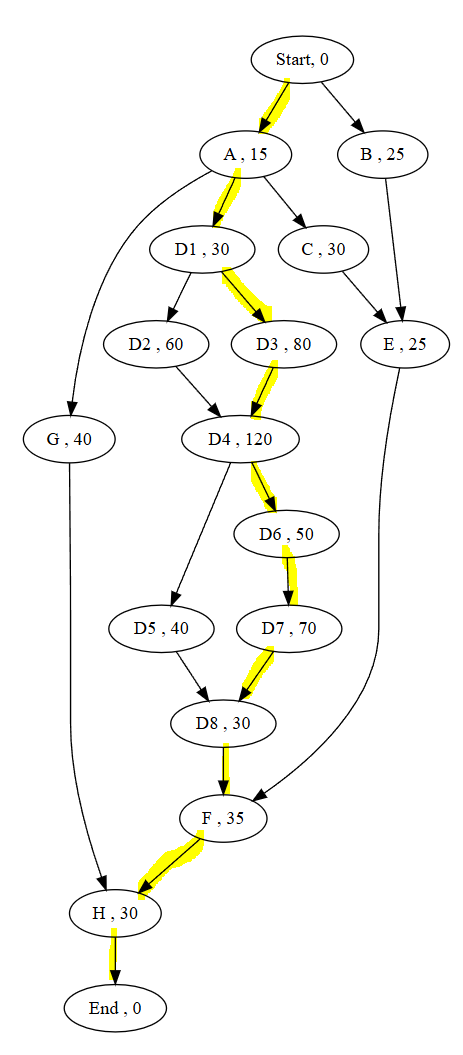 Start, 0
A , 15
B , 25
D1 , 30
C , 30
D2 , 60
D3 , 80
E , 25
G , 40
D4 , 120
D6 , 50
D5 , 40
D7 , 70
D8 , 30
F , 35
H , 30
End , 0